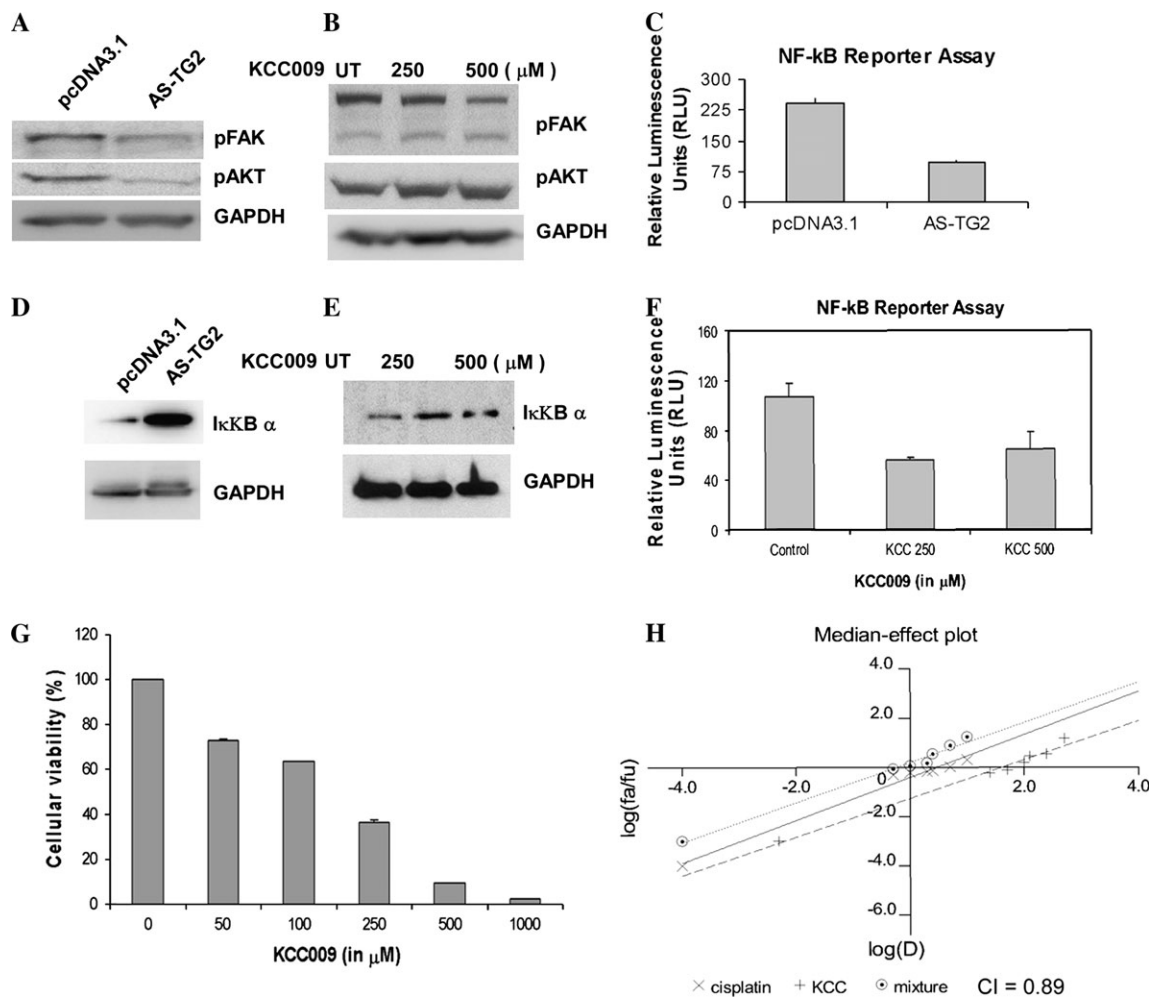 A
pcDNA3.1
AS-TG2
pFAK
pAKT
GAPDH
B
KCC009 UT 250 500 ( μM)
pFAK
pAKT
GAPDH
C
NF-kB Reporter Assay
Relative Luminescence
Units (RLU)
300
225
150
75
0
pcDNA3.1 AS-TG2
D
pcDNA3.1
AS-TG2
IκKB α
GAPDH
E
KCC009 UT 250 500 ( μM)
IκKB α
GAPDH
F
NF-kB Reporter Assay
Relative Luminescence
Units (RLU)
160
120
80
40
0
Control KCC 250 KCC 500
KCC009 (in μM)
G
Cellular viability (%)
120
100
80
60
40
20
0
0 50 100 250 500 1000
KCC009 (in μM)
H
Median-effect plot
log(fa/fu)
4.0
2.0
-4.0 -2.0 0 2.0 4.0
-2.0
-4.0
-6.0
log(D)
cisplatin KCC mixture CI = 0.89